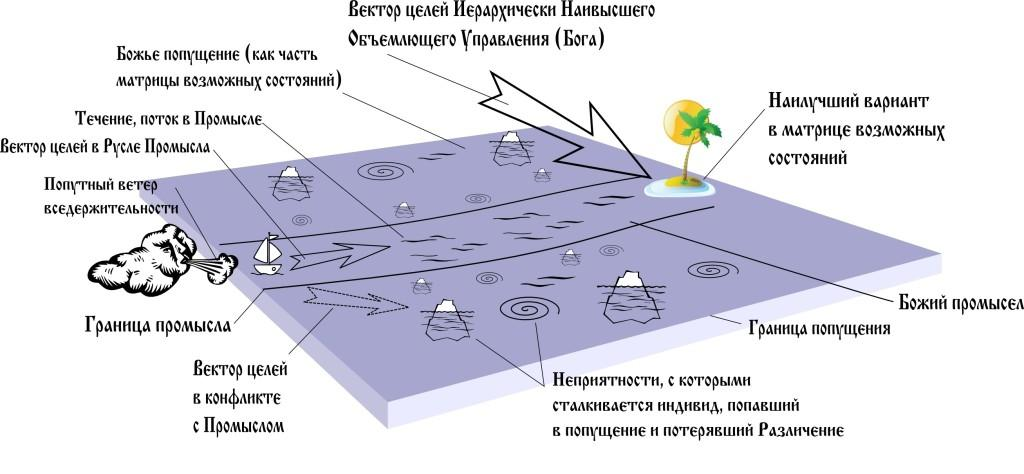 Вектор целей Иерархически Наивысшего
Объемлющего Управления (Бога)
Божье попущение (как часть
матрицы возможных состояний)
Течение, поток в Промысле
Вектор целей в Русле Промысла
Попутный ветер
вседержительности
Наилучший вариант
в матрице возможных
состояний
Граница промысла
Вектор целей
в конфликте
с Промыслом
Божий промысел
Граница попущения
Неприятности, с которыми
сталкивается индивид, попавший
в попущение и потерявший Различение